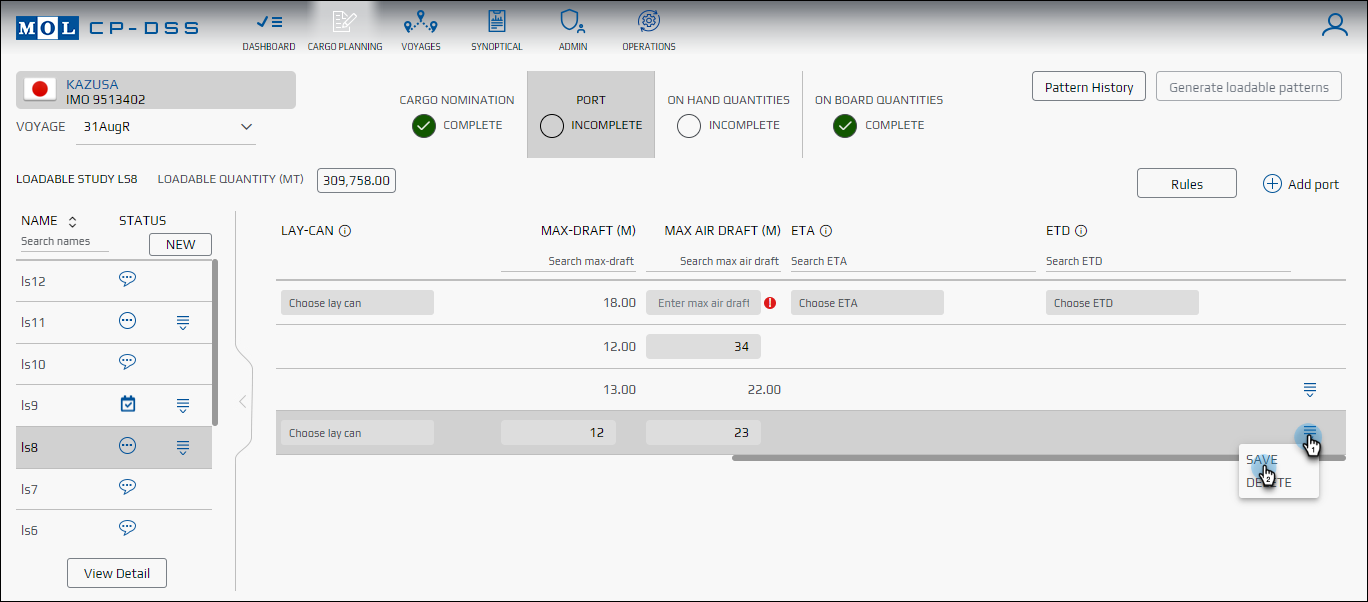 MOL CP-DSS
DASHBOARD CARGO PLANNING VOYAGES SYNOPTICAL ADMIN OPERATIONS
KAZUSA
IMO 9513402
VOYAGE 31AugR
CARGO NOMINATION
COMPLETE
PORT
INCOMPLETE
ON HAND QUANTITIES
INCOMPLETE
ON BOARD QUANTITIES
COMPLETE
Pattern History Generate loadable patterns
LOADABLE STUDY LS8 LOADABLE QUANTITY (MT) 309,758.00
Rules Add port
NAME STATUS
Search names NEW
ls12
ls11
ls10
ls9
ls8
ls7
ls6
View Detail
LAY-CAN MAX-DRAFT (M) MAX AIR DRAFT (M) ETA ETD
Search max-draft Search max air draft Search ETA Search ETD
Choose lay can 18.00 Enter max air draft Choose ETA Choose ETD
12.00 34
13.00 22.00
Choose lay can 12 23
1
SAVE
2
DELETE